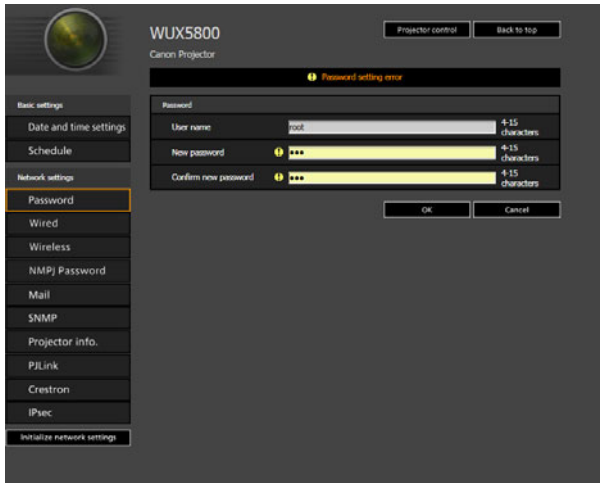 WUX5800
Projector control
Back to top
Canon Projector
Password setting error
Basic settings
Date and time settings
Schedule
Network settings
Password
Wired
Wireless
NMPJ Password
Mail
SNMP
Projector info.
PJLink
Crestron
IPsec
Initialize network settings
Password
User name
root
4-15
characters
New password
•••
4-15
characters
Confirm new password
•••
4-15
characters
OK
Cancel